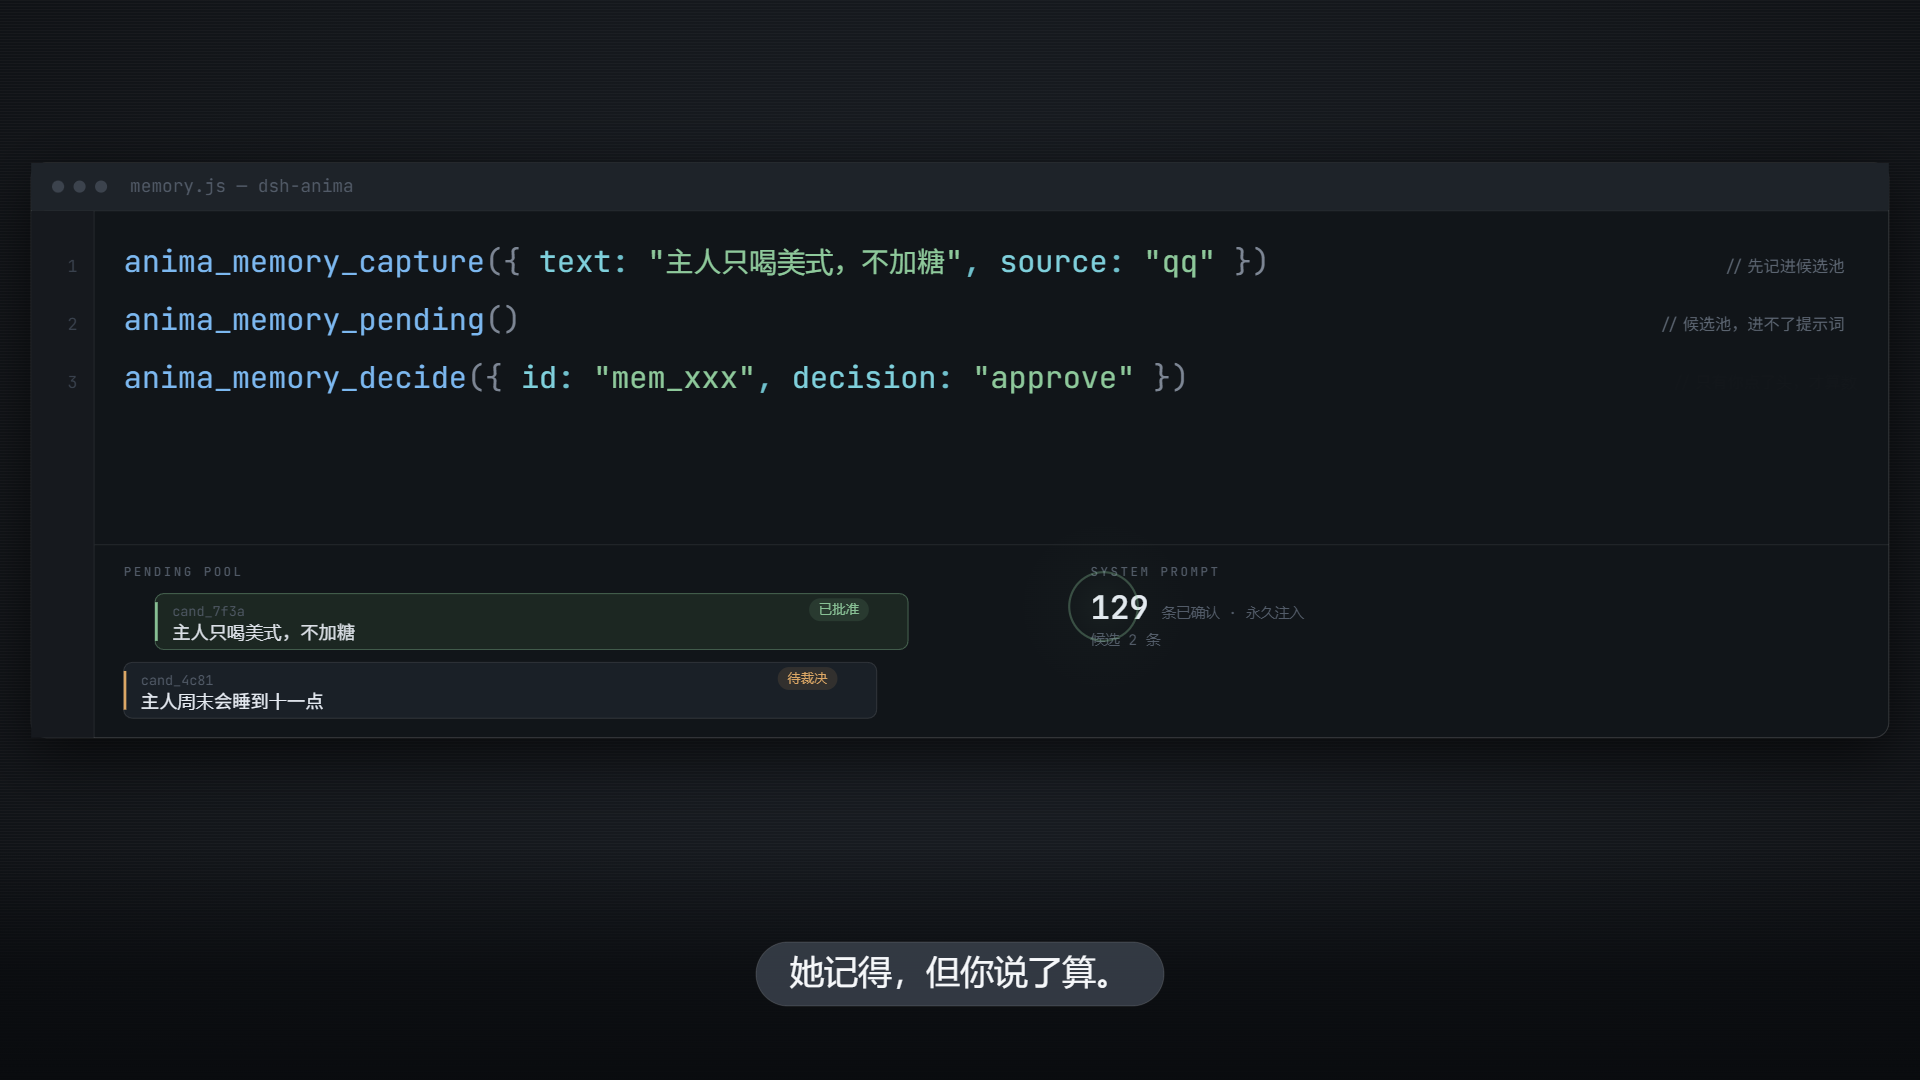 memory.js — dsh-anima
1 anima_memory_capture({ text: "主人只喝美式，不加糖", source: "qq" }) // 先记进候选池
2 anima_memory_pending() // 候选池，进不了提示词
3 anima_memory_decide({ id: "mem_xxx", decision: "approve" })
PENDING POOL
cand_7f3a 已批准
主人只喝美式，不加糖
cand_4c81 待裁决
主人周末会睡到十一点
SYSTEM PROMPT
129 条已确认 · 永久注入
候选 2 条
她记得，但你说了算。